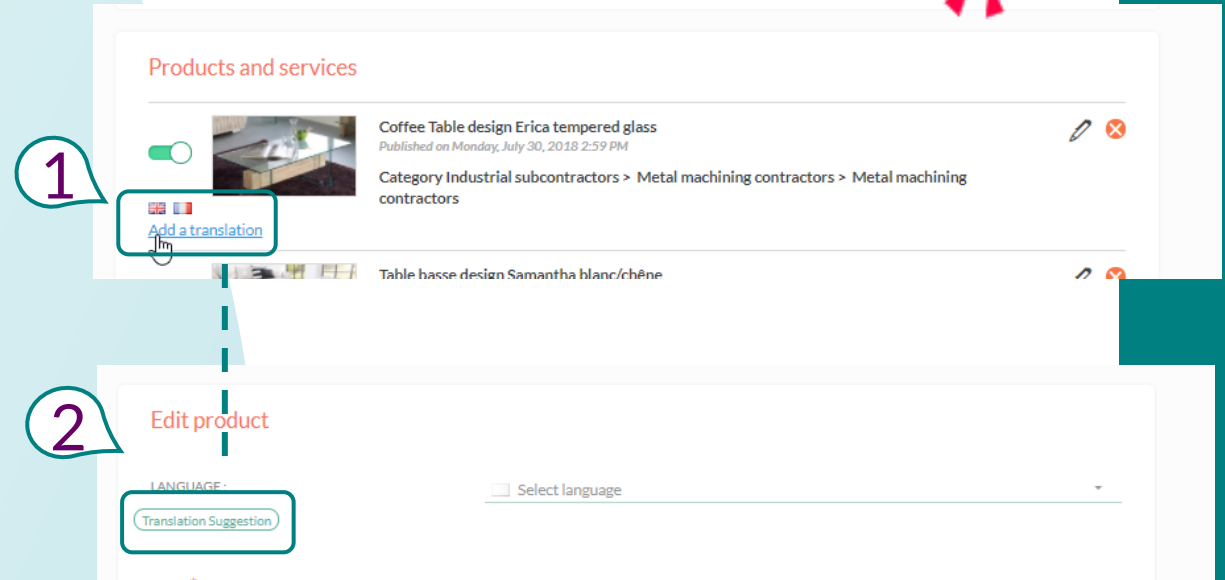 Products and services
Coffee Table design Erica tempered glass
Published on Monday, July 30, 2018 2:59 PM
1
Category Industrial subcontractors > Metal machining contractors > Metal machining
contractors
Add a translation
Table basse design Samantha blanc/chêne
2
Edit product
LANGUAGE :
Select language
Translation Suggestion